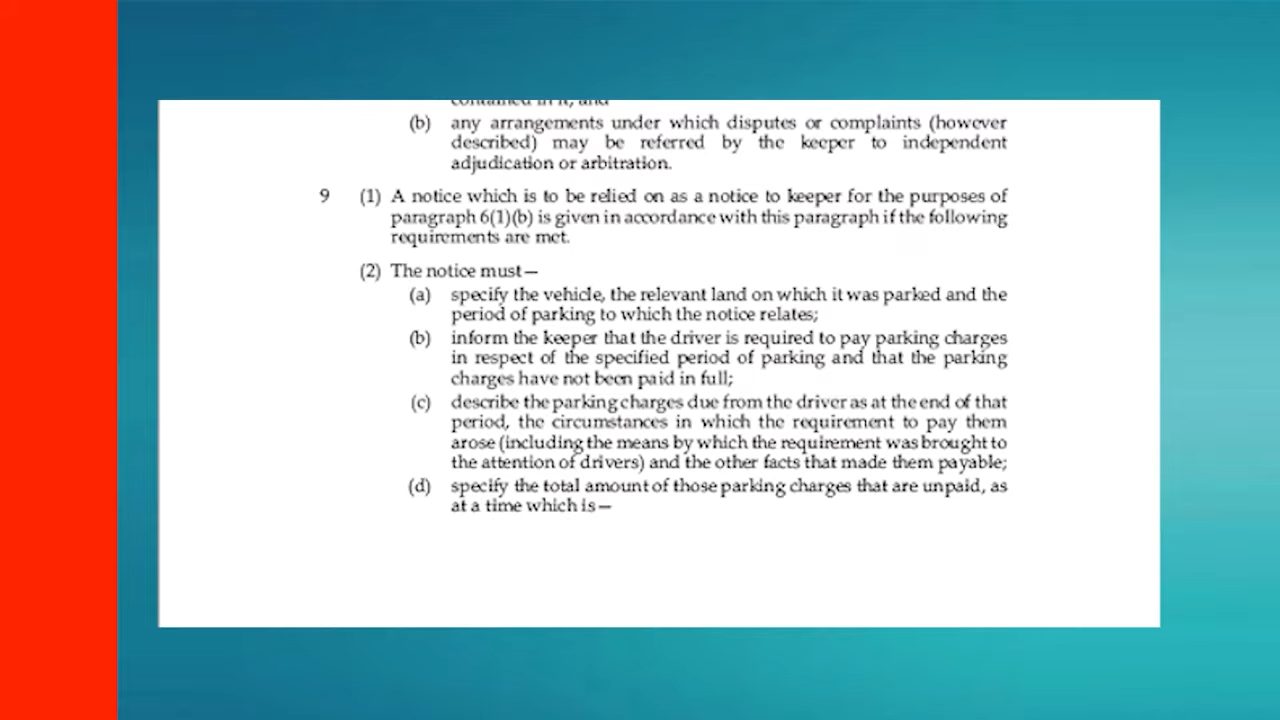 contained in it, and
(b) any arrangements under which disputes or complaints (however
described) may be referred by the keeper to independent
adjudication or arbitration.
9 (1) A notice which is to be relied on as a notice to keeper for the purposes of
paragraph 6(1)(b) is given in accordance with this paragraph if the following
requirements are met.
(2) The notice must—
(a) specify the vehicle, the relevant land on which it was parked and the
period of parking to which the notice relates;
(b) inform the keeper that the driver is required to pay parking charges
in respect of the specified period of parking and that the parking
charges have not been paid in full;
(c) describe the parking charges due from the driver as at the end of that
period, the circumstances in which the requirement to pay them
arose (including the means by which the requirement was brought to
the attention of drivers) and the other facts that made them payable;
(d) specify the total amount of those parking charges that are unpaid, as
at a time which is—